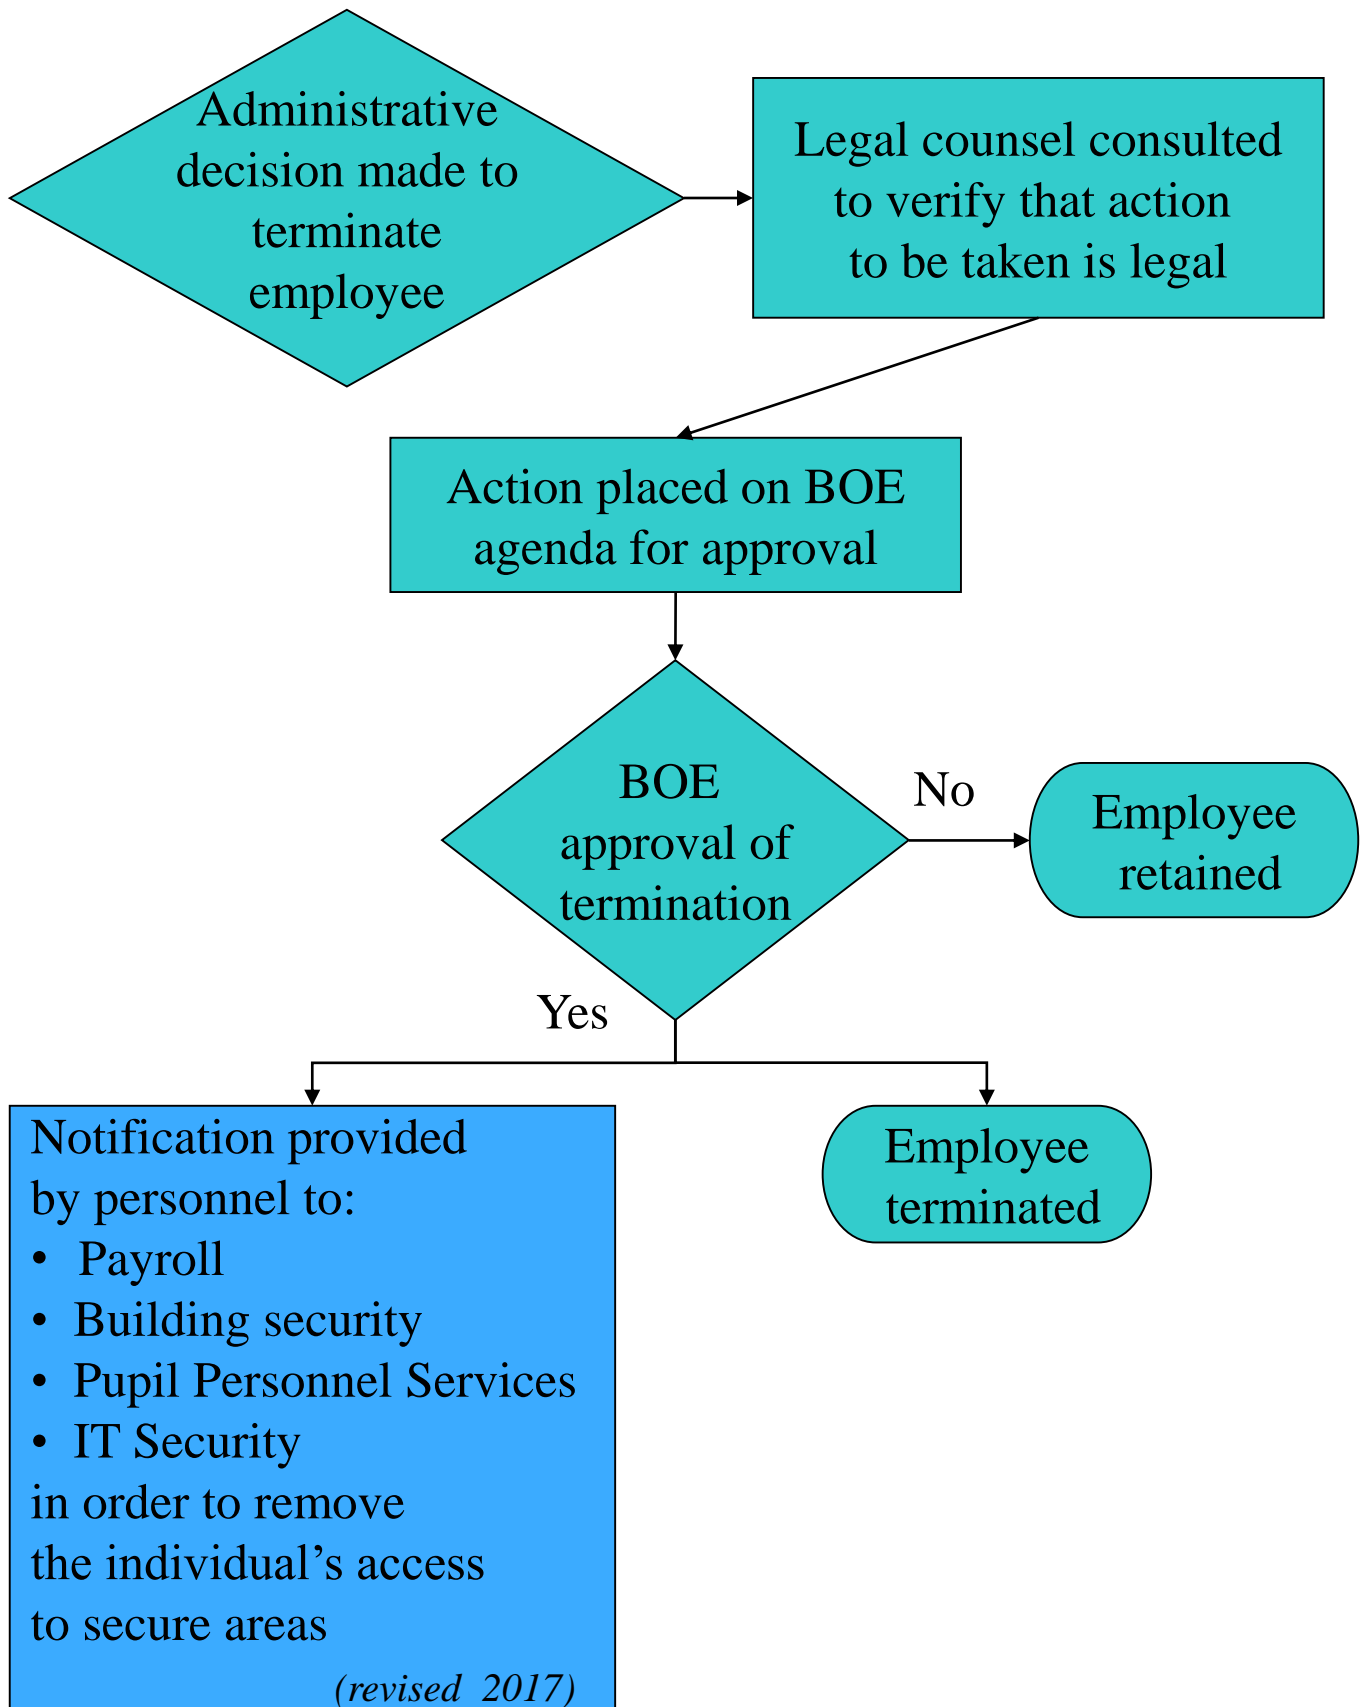 Administrative
decision made to
terminate
employee
Legal counsel consulted
to verify that action
to be taken is legal
Action placed on BOE
agenda for approval
BOE
approval of
termination
No
Employee
retained
Yes
Notification provided
by personnel to:
• Payroll
• Building security
• Pupil Personnel Services
• IT Security
in order to remove
the individual’s access
to secure areas
(revised 2017)
Employee
terminated